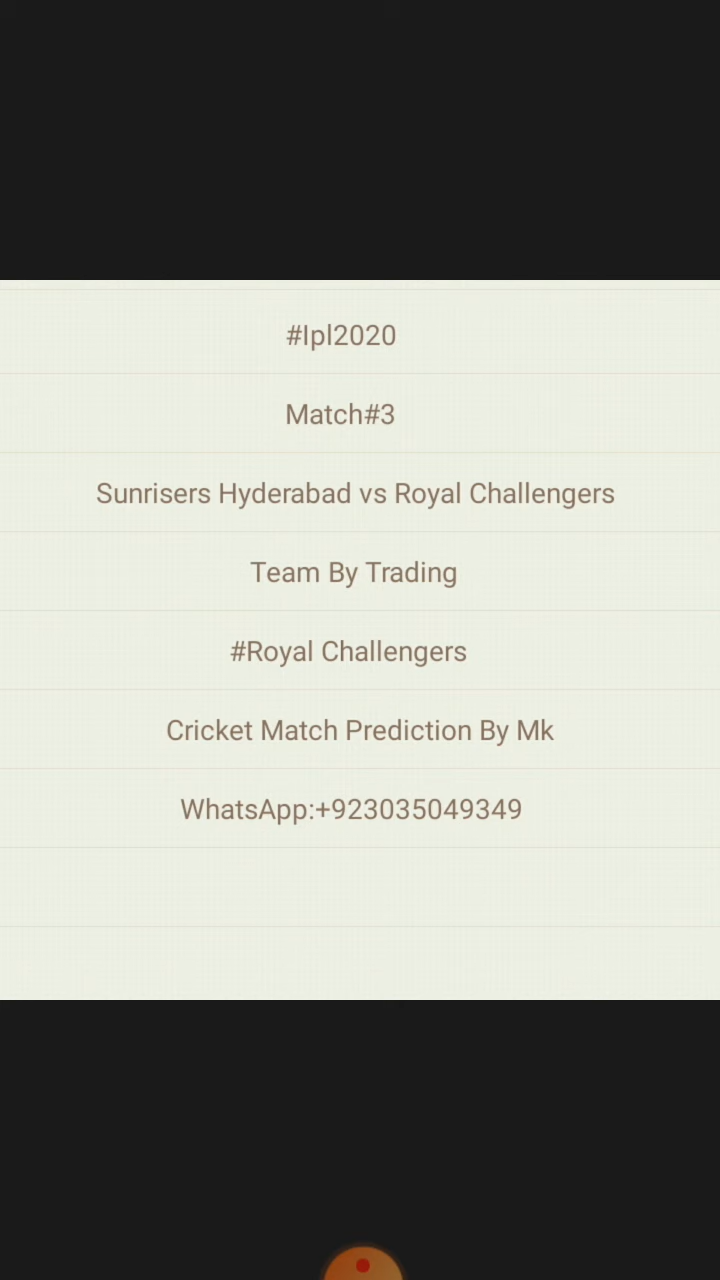 #Ipl2020
Match#3
Sunrisers Hyderabad vs Royal Challengers
Team By Trading
#Royal Challengers
Cricket Match Prediction By Mk
WhatsApp:+923035049349